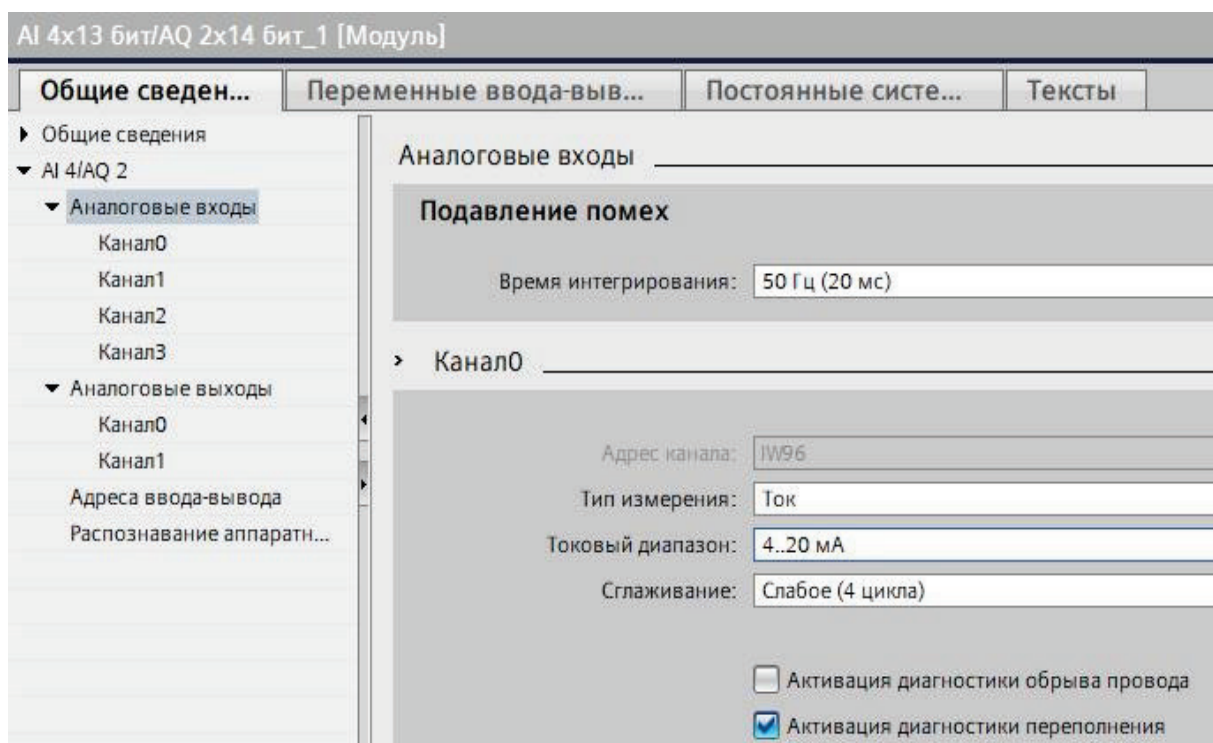 AI 4x13 бит/AQ 2x14 бит_1 [Модуль]
Общие сведен...
Переменные ввода-выв...
Постоянные систе...
Тексты
Общие сведения
AI 4/AQ 2
Аналоговые входы
Канал0
Канал1
Канал2
Канал3
Аналоговые выходы
Канал0
Канал1
Адреса ввода-вывода
Распознавание аппаратн...
Аналоговые входы
Подавление помех
Время интегрирования: 50 Гц (20 мс)
Канал0
Адрес канала: IW96
Тип измерения: Ток
Токовый диапазон: 4..20 мА
Сглаживание: Слабое (4 цикла)
Активация диагностики обрыва провода
Активация диагностики переполнения